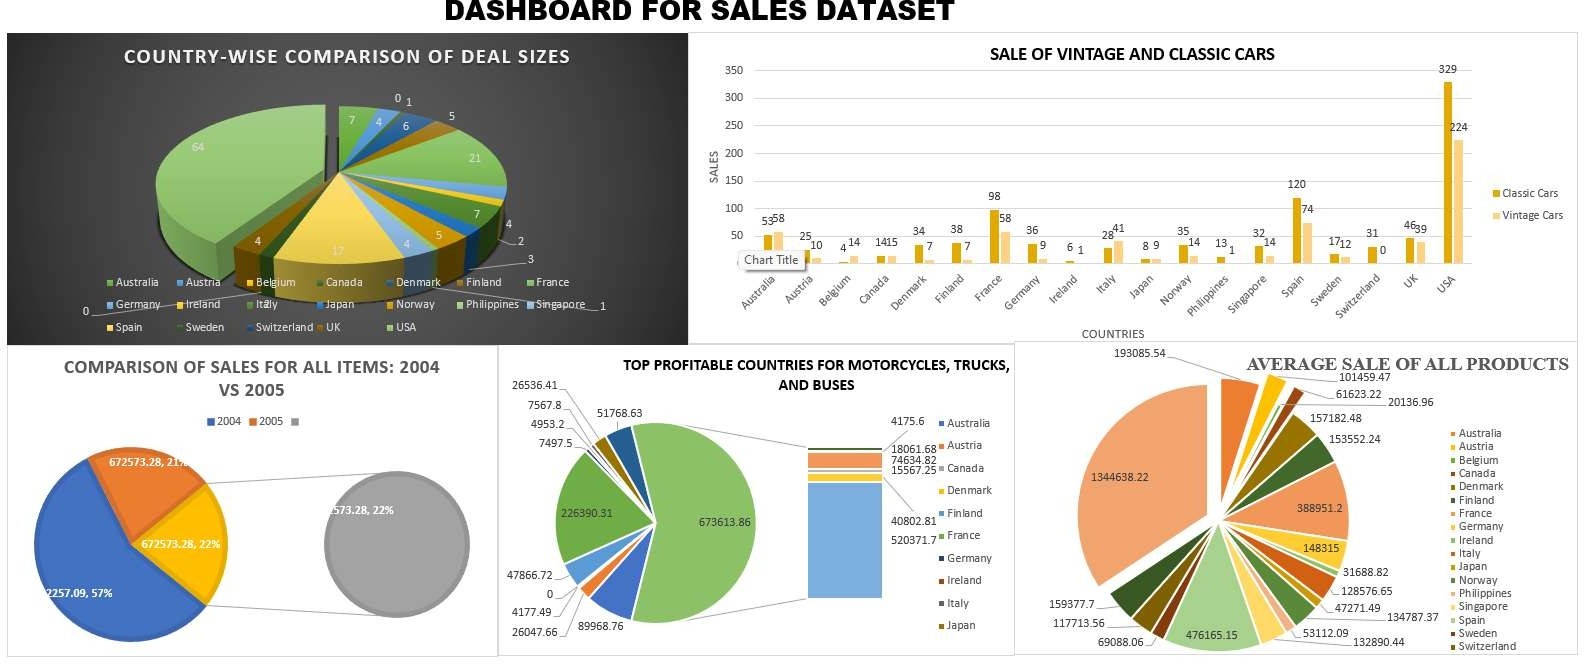 DASHBOARD FOR SALES DATASET
COUNTRY-WISE COMPARISON OF DEAL SIZES
0 1
7 4 6 5
64
21
7
4
2
5
3
4 17 4
0 2 1
Australia Austria Belgium Canada Denmark Finland France
Germany Ireland Italy Japan Norway Philippines Singapore
Spain Sweden Switzerland UK USA
SALE OF VINTAGE AND CLASSIC CARS
SALES
350
300
250
200
150
100
50
53 58 25 10 4 14 14 15 34 7 38 7 98 58 36 9 6 1 28 41 8 9 35 14 13 1 32 14 120 74 17 12 31 0 46 39 329 224
Chart Title
Australia Austria Belgium Canada Denmark Finland France Germany Ireland Italy Japan Norway Philippines Singapore Spain Sweden Switzerland UK USA
COUNTRIES
Classic Cars
Vintage Cars
COMPARISON OF SALES FOR ALL ITEMS: 2004
VS 2005
2004 2005
672573.28, 21%
672573.28, 22%
2257.09, 57%
573.28, 22%
TOP PROFITABLE COUNTRIES FOR MOTORCYCLES, TRUCKS,
AND BUSES
26536.41
7567.8
4953.2
7497.5
51768.63
226390.31
673613.86
47866.72
0
4177.49
26047.66
89968.76
4175.6
18061.68
74634.82
15567.25
40802.81
520371.7
Australia
Austria
Canada
Denmark
Finland
France
Germany
Ireland
Italy
Japan
AVERAGE SALE OF ALL PRODUCTS
193085.54
101459.47
61623.22
20136.96
157182.48
153552.24
1344638.22
388951.2
148315
31688.82
128576.65
47271.49
134787.37
53112.09
132890.44
476165.15
69088.06
117713.56
159377.7
Australia
Austria
Belgium
Canada
Denmark
Finland
France
Germany
Ireland
Italy
Japan
Norway
Philippines
Singapore
Spain
Sweden
Switzerland